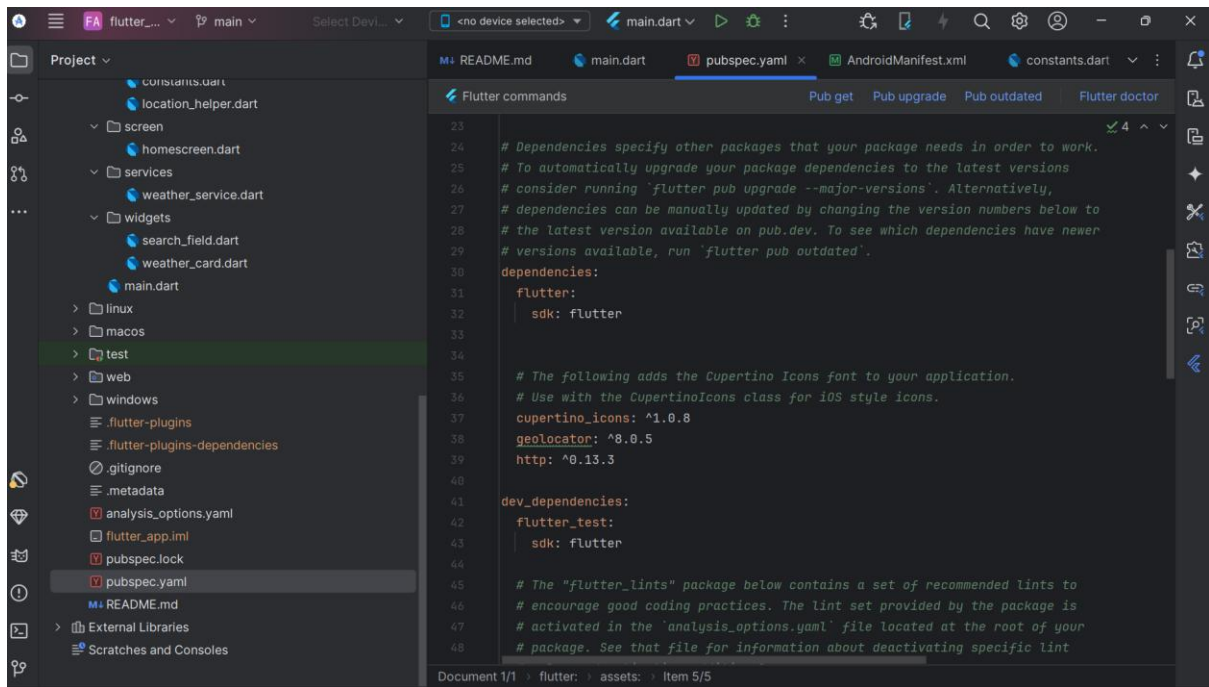 FA flutter_... main Select Devi... <no device selected> main.dart
Project
constants.dart
location_helper.dart
screen
homescreen.dart
services
weather_service.dart
widgets
search_field.dart
weather_card.dart
main.dart
linux
macos
test
web
windows
.flutter-plugins
.flutter-plugins-dependencies
.gitignore
.metadata
analysis_options.yaml
flutter_app.iml
pubspec.lock
pubspec.yaml
M↓ README.md
External Libraries
Scratches and Consoles
M↓ README.md main.dart pubspec.yaml AndroidManifest.xml constants.dart
Flutter commands Pub get Pub upgrade Pub outdated Flutter doctor
4
23
24 # Dependencies specify other packages that your package needs in order to work.
25 # To automatically upgrade your package dependencies to the latest versions
26 # consider running `flutter pub upgrade --major-versions`. Alternatively,
27 # dependencies can be manually updated by changing the version numbers below to
28 # the latest version available on pub.dev. To see which dependencies have newer
29 # versions available, run `flutter pub outdated`.
30 dependencies:
31 flutter:
32 sdk: flutter
33
34
35 # The following adds the Cupertino Icons font to your application.
36 # Use with the CupertinoIcons class for iOS style icons.
37 cupertino_icons: ^1.0.8
38 geolocator: ^8.0.5
39 http: ^0.13.3
40
41 dev_dependencies:
42 flutter_test:
43 sdk: flutter
44
45 # The "flutter_lints" package below contains a set of recommended lints to
46 # encourage good coding practices. The lint set provided by the package is
47 # activated in the `analysis_options.yaml` file located at the root of your
48 # package. See that file for information about deactivating specific lint
Document 1/1 › flutter: › assets: › Item 5/5